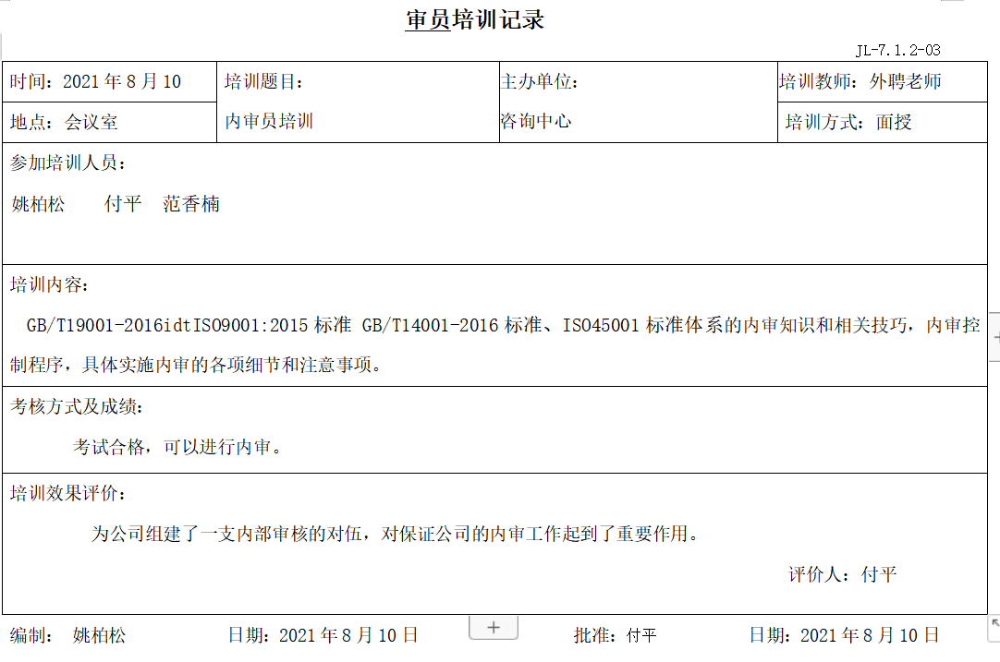 审员培训记录
JL-7.1.2-03
时间：2021 年 8 月 10
培训题目：
主办单位：
培训教师：外聘老师
地点：会议室
内审员培训
咨询中心
培训方式：面授
参加培训人员：
姚柏松 付平 范香楠
培训内容：
GB/T19001-2016idtISO9001:2015 标准 GB/T14001-2016 标准、ISO45001 标准体系的内审知识和相关技巧，内审控
制程序，具体实施内审的各项细节和注意事项。
考核方式及成绩：
考试合格，可以进行内审。
培训效果评价：
为公司组建了一支内部审核的对伍，对保证公司的内审工作起到了重要作用。
评价人：付平
编制： 姚柏松 日期：2021 年 8 月 10 日 批准：付平 日期：2021 年 8 月 10 日